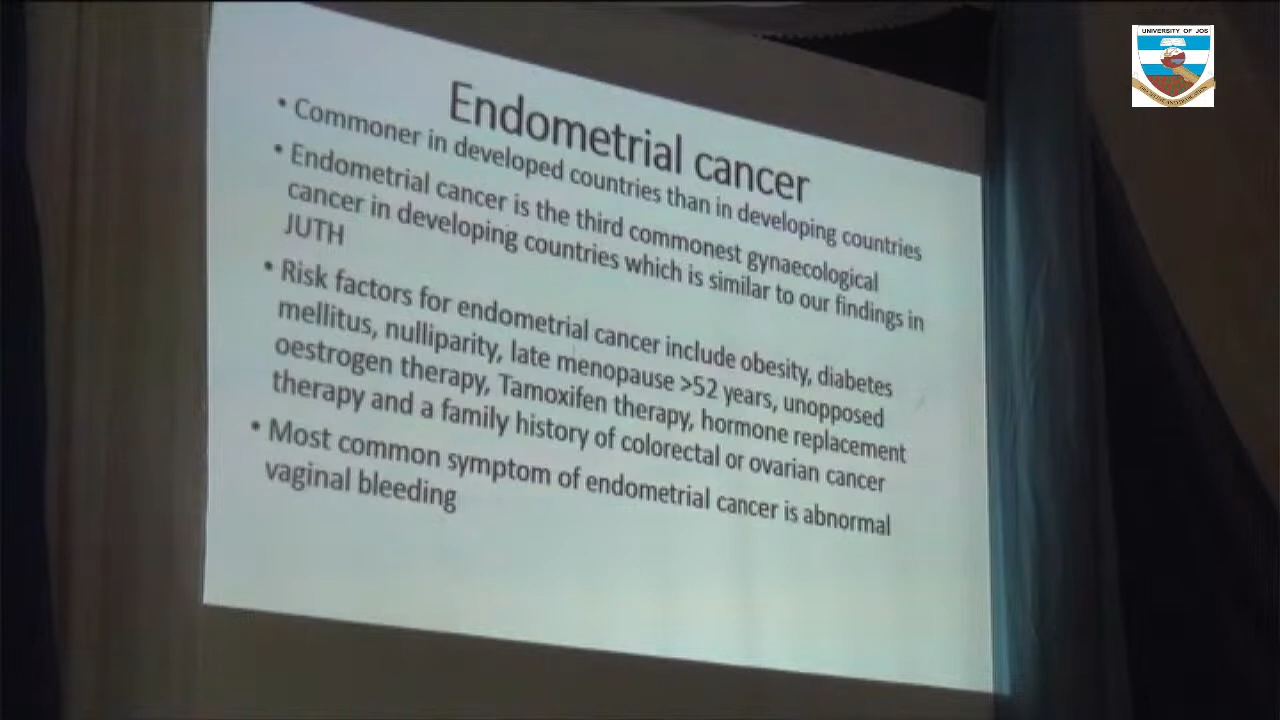 UNIVERSITY OF JOS
Endometrial cancer
• Commoner in developed countries than in developing countries
• Endometrial cancer is the third commonest gynaecological
cancer in developing countries which is similar to our findings in
JUTH
• Risk factors for endometrial cancer include obesity, diabetes
mellitus, nulliparity, late menopause >52 years, unopposed
oestrogen therapy, Tamoxifen therapy, hormone replacement
therapy and a family history of colorectal or ovarian cancer
• Most common symptom of endometrial cancer is abnormal
vaginal bleeding